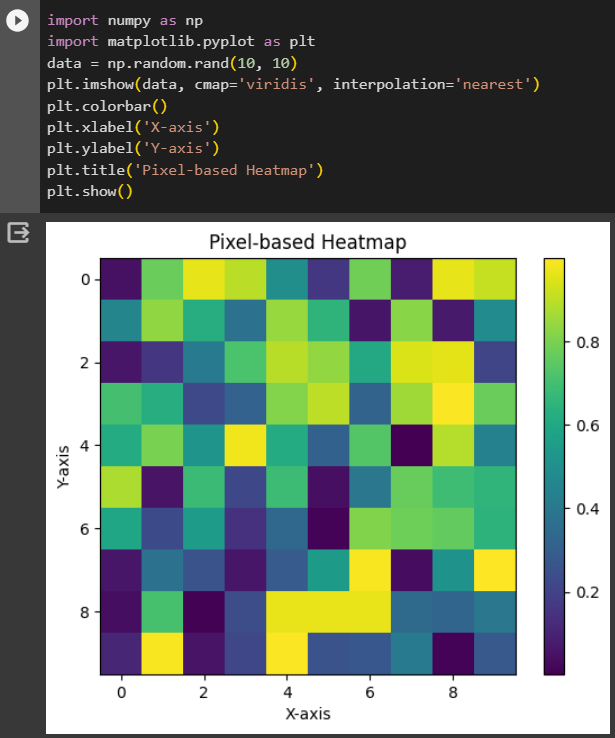 import numpy as np
import matplotlib.pyplot as plt
data = np.random.rand(10, 10)
plt.imshow(data, cmap='viridis', interpolation='nearest')
plt.colorbar()
plt.xlabel('X-axis')
plt.ylabel('Y-axis')
plt.title('Pixel-based Heatmap')
plt.show()
Pixel-based Heatmap
0
2
4
6
8
Y-axis
0 2 4 6 8
X-axis
0.8
0.6
0.4
0.2